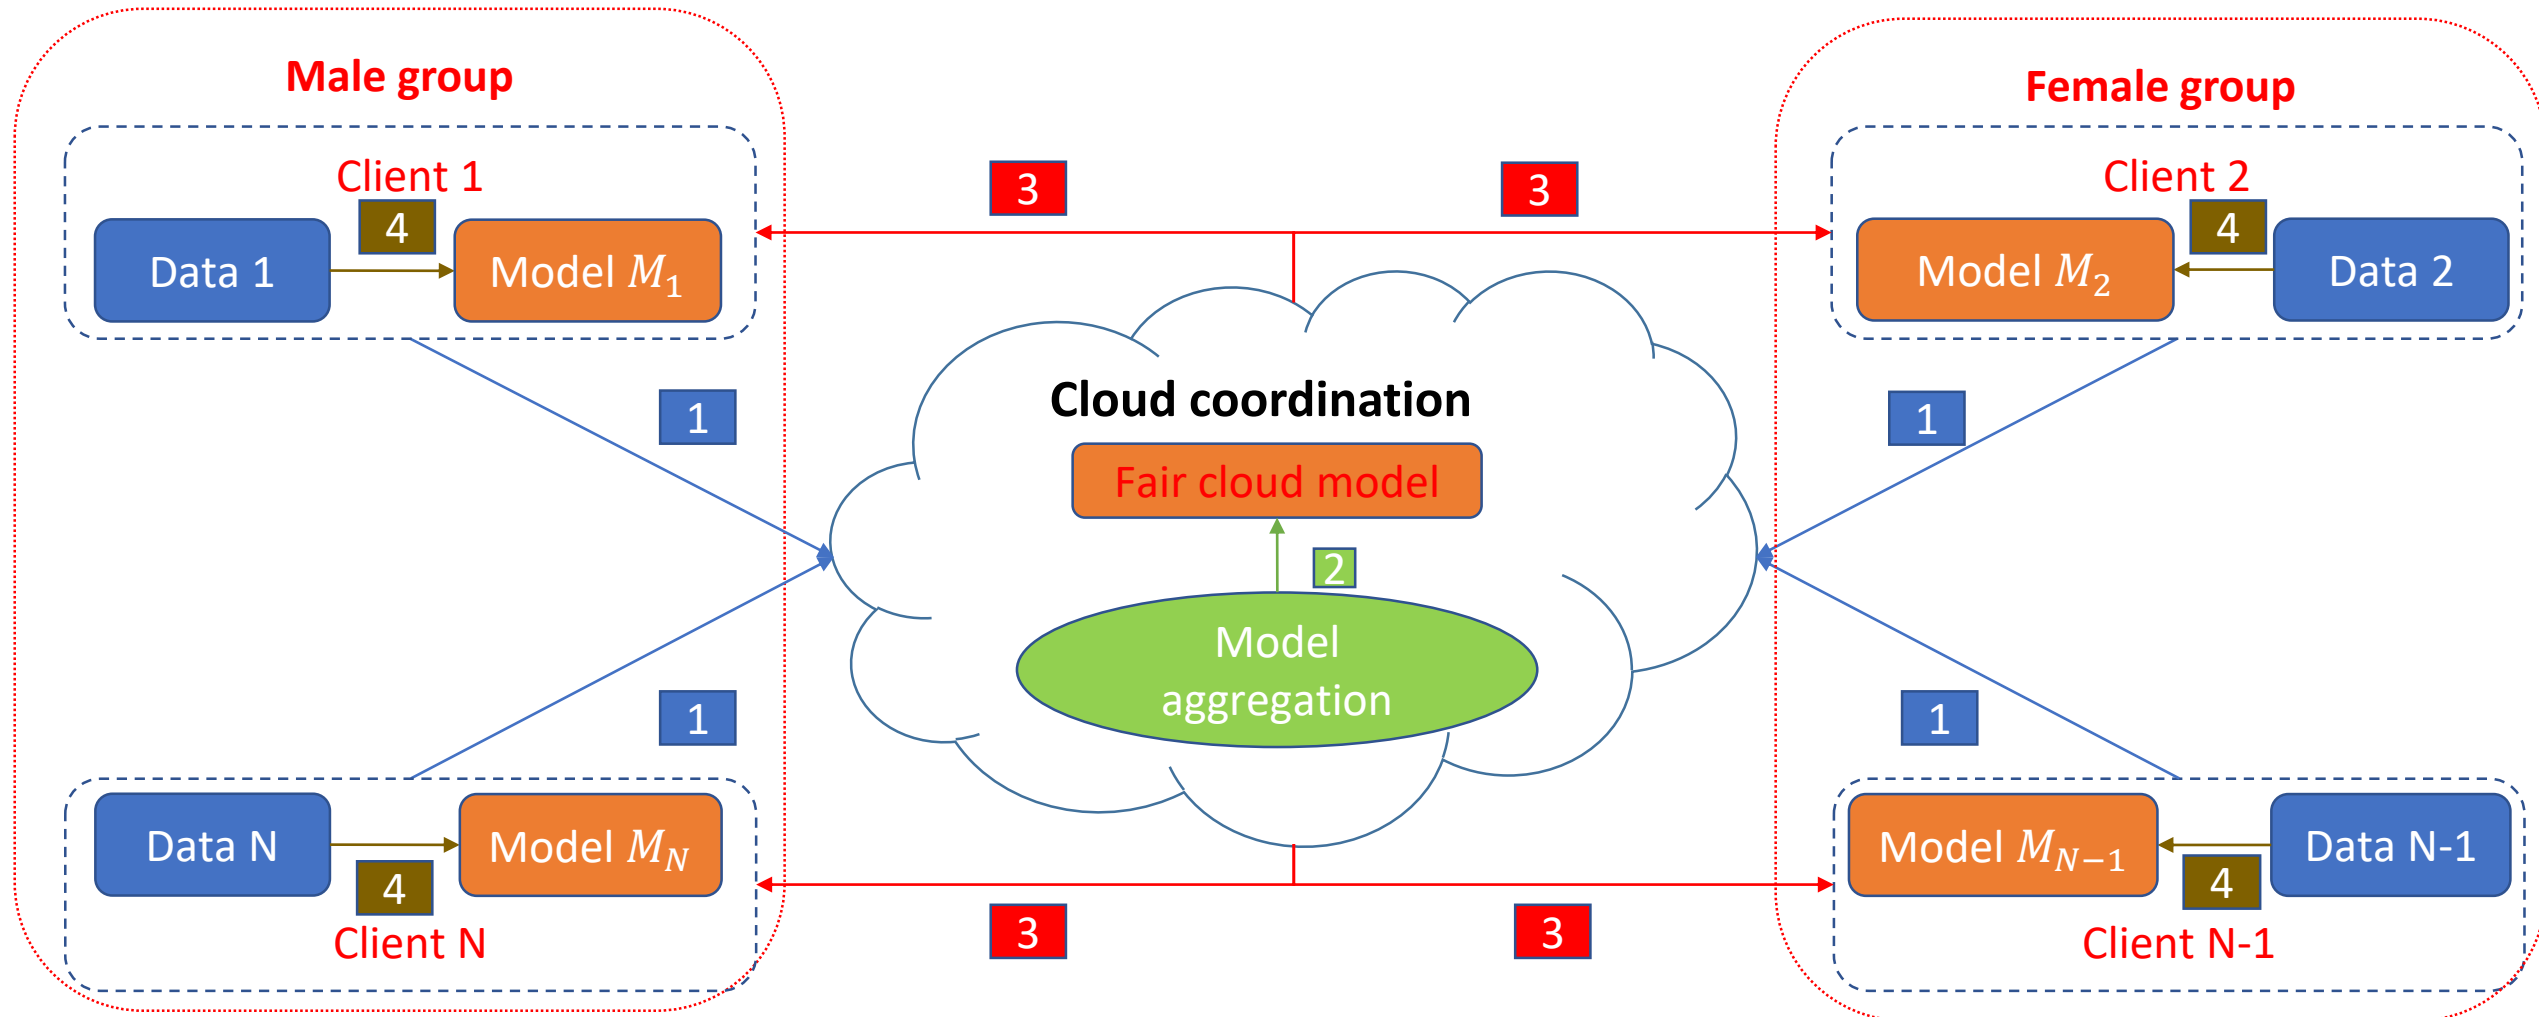 Male group
Client 1
4
Data 1
Model M₁
1
1
Data N
Model M_N
4
Client N
3
3
Cloud coordination
Fair cloud model
2
Model
aggregation
3
3
Female group
Client 2
4
Model M₂
Data 2
1
1
Model M_{N−1}
Data N-1
4
Client N-1